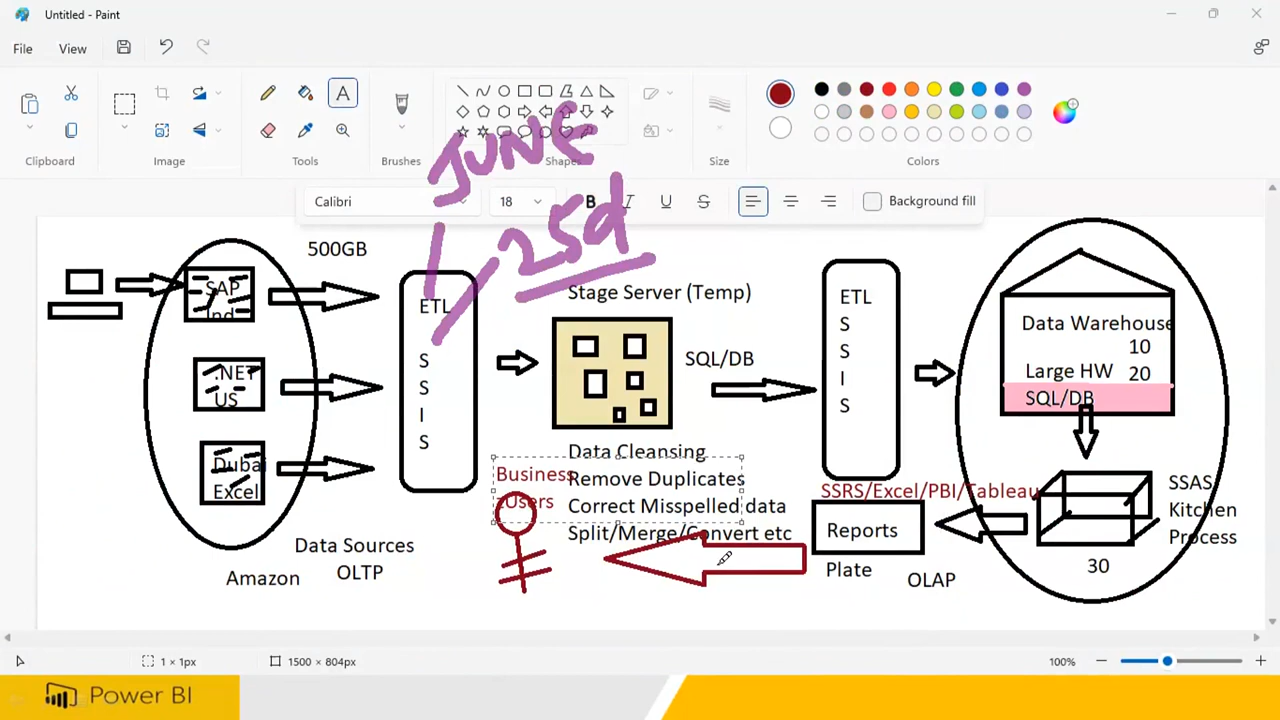 Untitled - Paint
File
View
Clipboard
Image
Tools
Brushes
Shapes
Size
Colors
JUNE
Calibri
18
B
I
U
S
Background fill
25d
500GB
SAP
Ind
.NET
US
Dubai
Excel
Data Sources
OLTP
Amazon
ETL
S
S
I
S
Stage Server (Temp)
SQL/DB
Data Cleansing
Remove Duplicates
Correct Misspelled data
Split/Merge/Convert etc
Business
Users
ETL
S
S
I
S
Data Warehouse
10
Large HW
20
SQL/DB
SSAS
Kitchen
Process
30
SSRS/Excel/PBI/Tableau
Reports
Plate
OLAP
1 × 1px
1500 × 804px
100%
Power BI